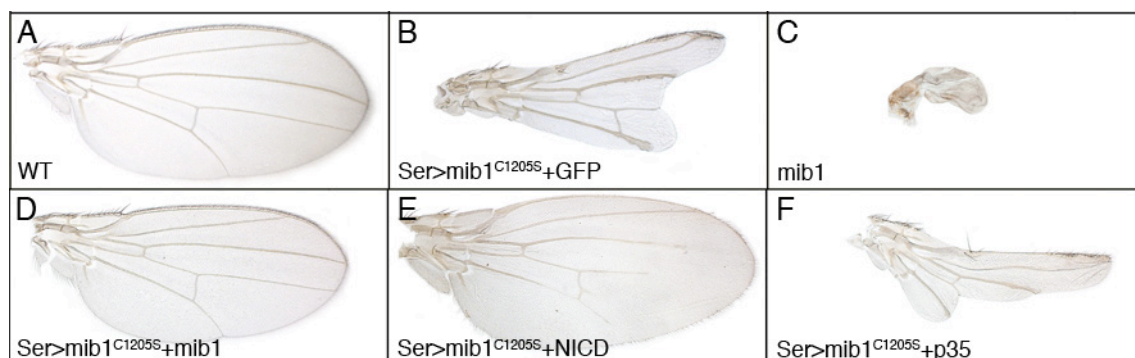 A
WT
B
Ser>mib1C1205S+GFP
C
mib1
D
Ser>mib1C1205S+mib1
E
Ser>mib1C1205S+NICD
F
Ser>mib1C1205S+p35